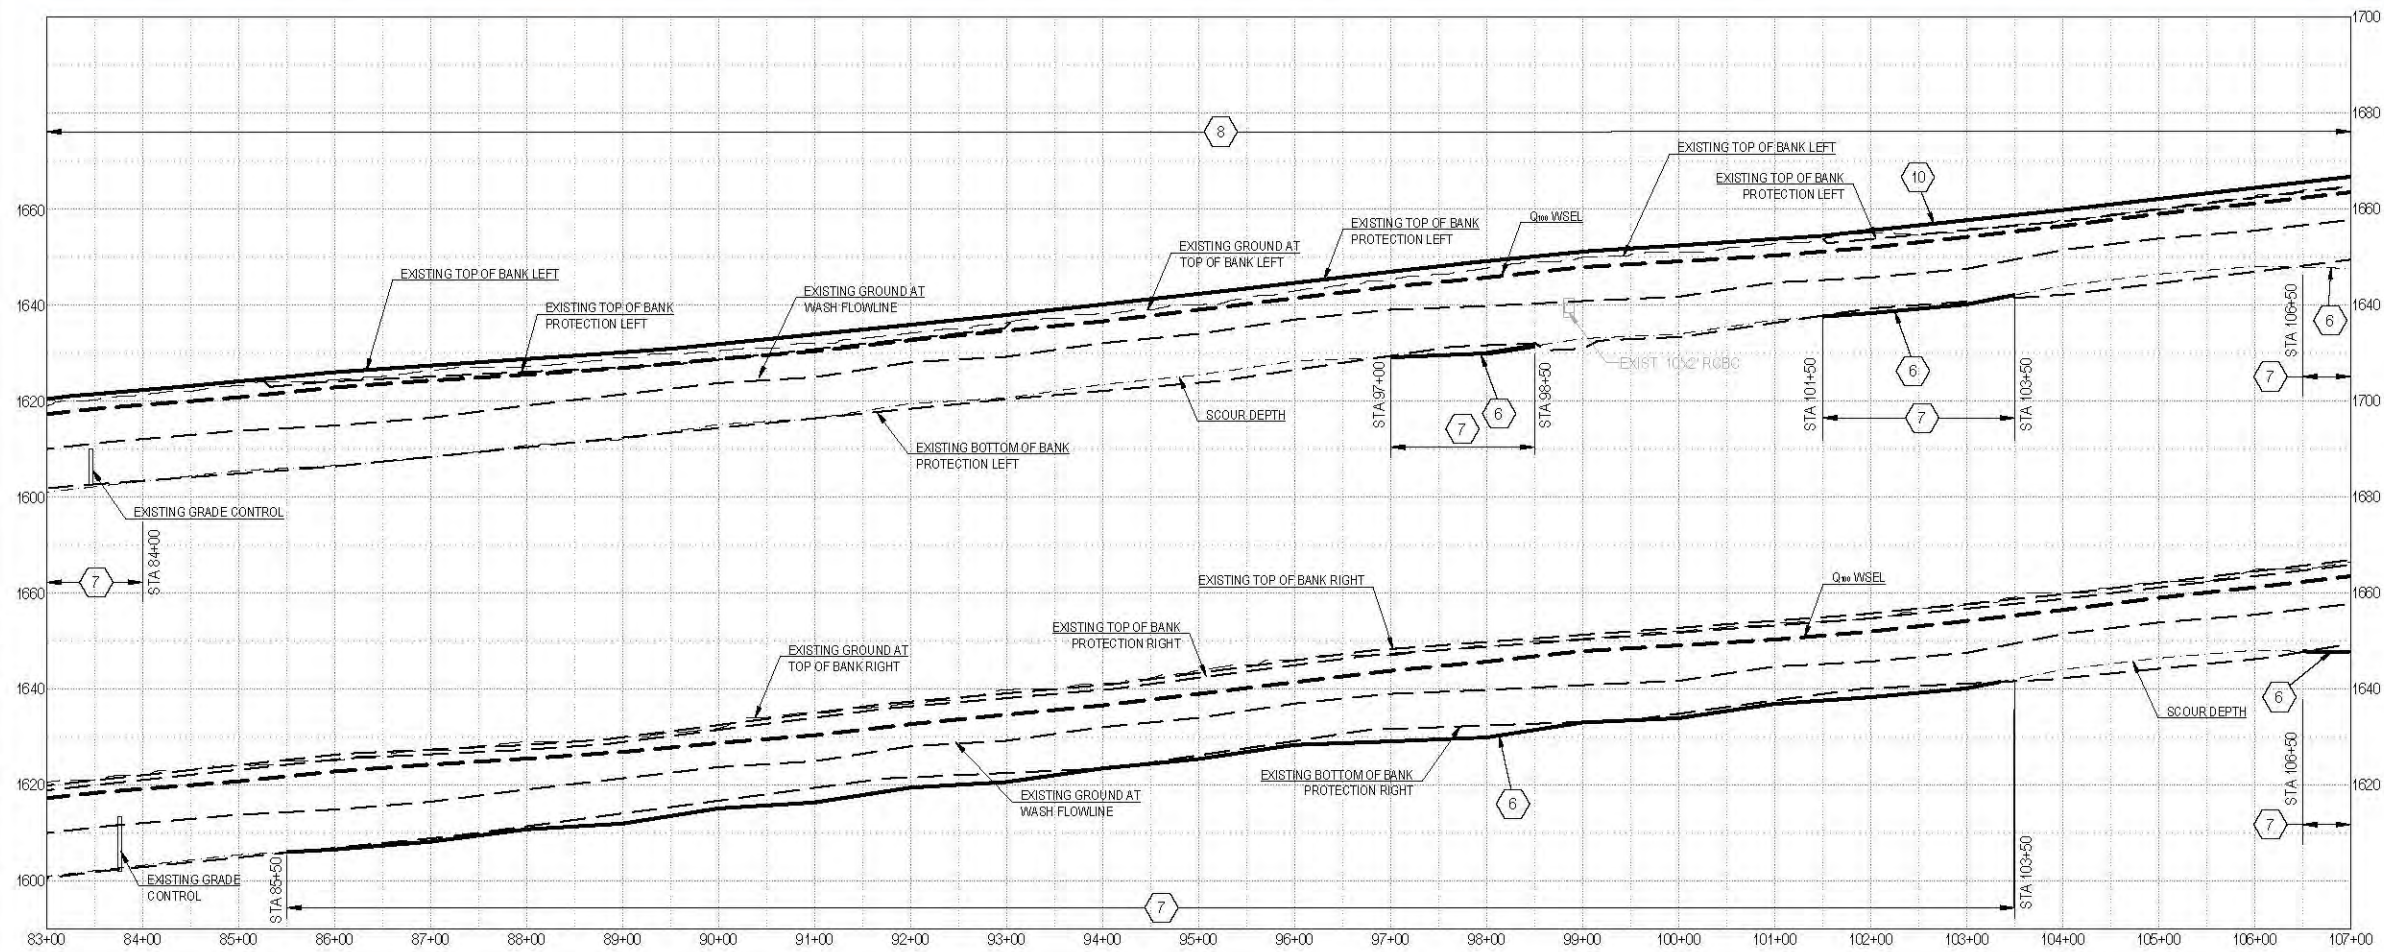 1700
1680
8
EXISTING TOP OF BANK LEFT
EXISTING TOP OF BANK
PROTECTION LEFT
10
1660
1660
Q100 WSEL
EXISTING TOP OF BANK
PROTECTION LEFT
EXISTING GROUND AT
TOP OF BANK LEFT
EXISTING TOP OF BANK LEFT
EXISTING TOP OF BANK
PROTECTION LEFT
EXISTING GROUND AT
WASH FLOWLINE
1640
1640
STA 106+50
6
EXIST. 10'x2' RCBC
6
7
1620
1700
STA 97+00
STA 98+50
STA 101+50
STA 103+50
SCOUR DEPTH
6
7
7
EXISTING BOTTOM OF BANK
PROTECTION LEFT
1600
1680
EXISTING GRADE CONTROL
STA 84+00
7
EXISTING TOP OF BANK RIGHT
Q100 WSEL
1660
1660
EXISTING TOP OF BANK
PROTECTION RIGHT
EXISTING GROUND AT
TOP OF BANK RIGHT
1640
1640
6
SCOUR DEPTH
STA 106+50
1620
1620
EXISTING BOTTOM OF BANK
PROTECTION RIGHT
EXISTING GROUND AT
WASH FLOWLINE
6
7
1600
EXISTING GRADE
CONTROL
STA 85+50
STA 103+50
7
83+00 84+00 85+00 86+00 87+00 88+00 89+00 90+00 91+00 92+00 93+00 94+00 95+00 96+00 97+00 98+00 99+00 100+00 101+00 102+00 103+00 104+00 105+00 106+00 107+00